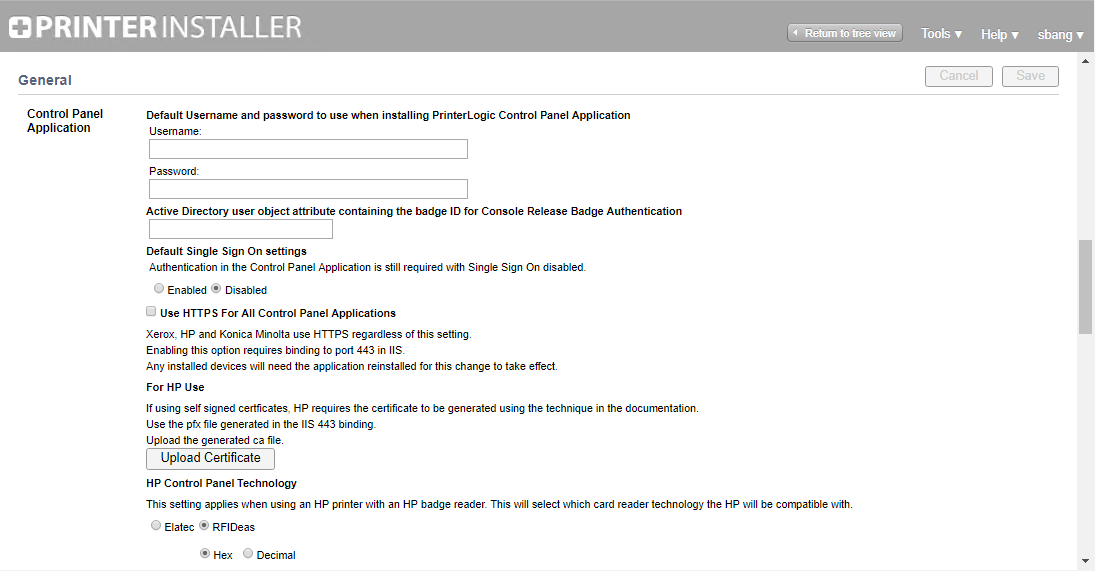 PRINTER INSTALLER
Return to tree view Tools ▼ Help ▼ sbang ▼
General Cancel Save
Control Panel
Application
Default Username and password to use when installing PrinterLogic Control Panel Application
Username:
Password:
Active Directory user object attribute containing the badge ID for Console Release Badge Authentication
Default Single Sign On settings
Authentication in the Control Panel Application is still required with Single Sign On disabled.
Enabled Disabled
Use HTTPS For All Control Panel Applications
Xerox, HP and Konica Minolta use HTTPS regardless of this setting.
Enabling this option requires binding to port 443 in IIS.
Any installed devices will need the application reinstalled for this change to take effect.
For HP Use
If using self signed certficates, HP requires the certificate to be generated using the technique in the documentation.
Use the pfx file generated in the IIS 443 binding.
Upload the generated ca file.
Upload Certificate
HP Control Panel Technology
This setting applies when using an HP printer with an HP badge reader. This will select which card reader technology the HP will be compatible with.
Elatec RFIDeas
Hex Decimal